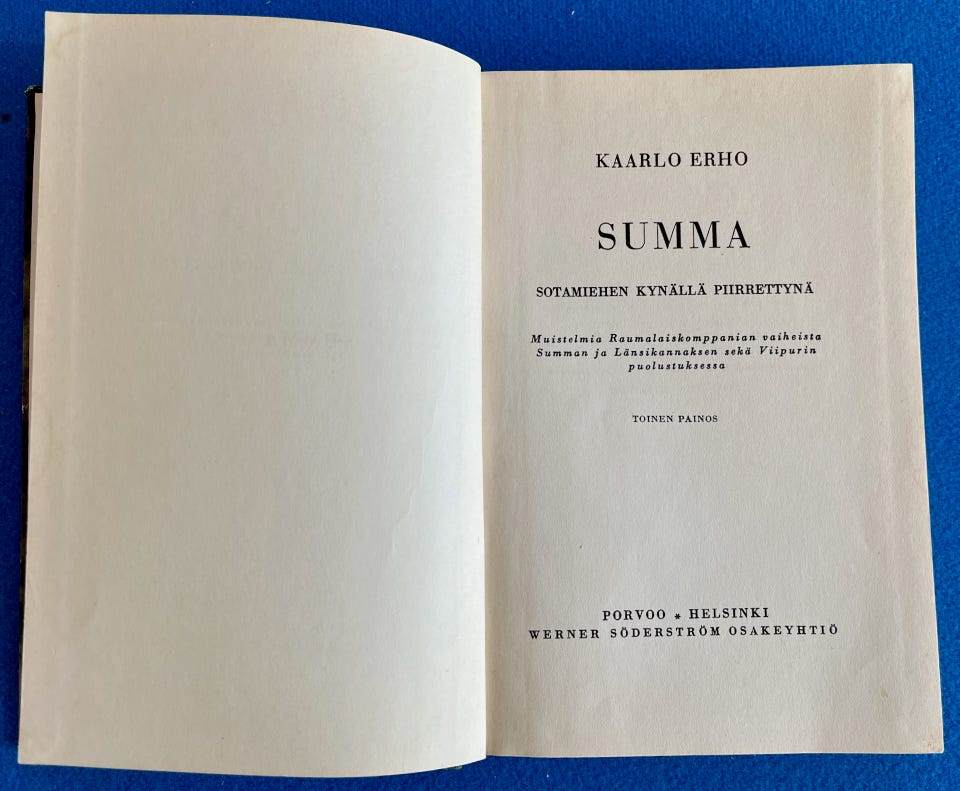 KAARLO ERHO
SUMMA
SOTAMIEHEN KYNÄLLÄ PIIRRETTYNÄ
Muistelmia Raumalaiskomppanian vaiheista
Summan ja Länsikannaksen sekä Viipurin
puolustuksessa
TOINEN PAINOS
PORVOO * HELSINKI
WERNER SÖDERSTRÖM OSAKEYHTIÖ